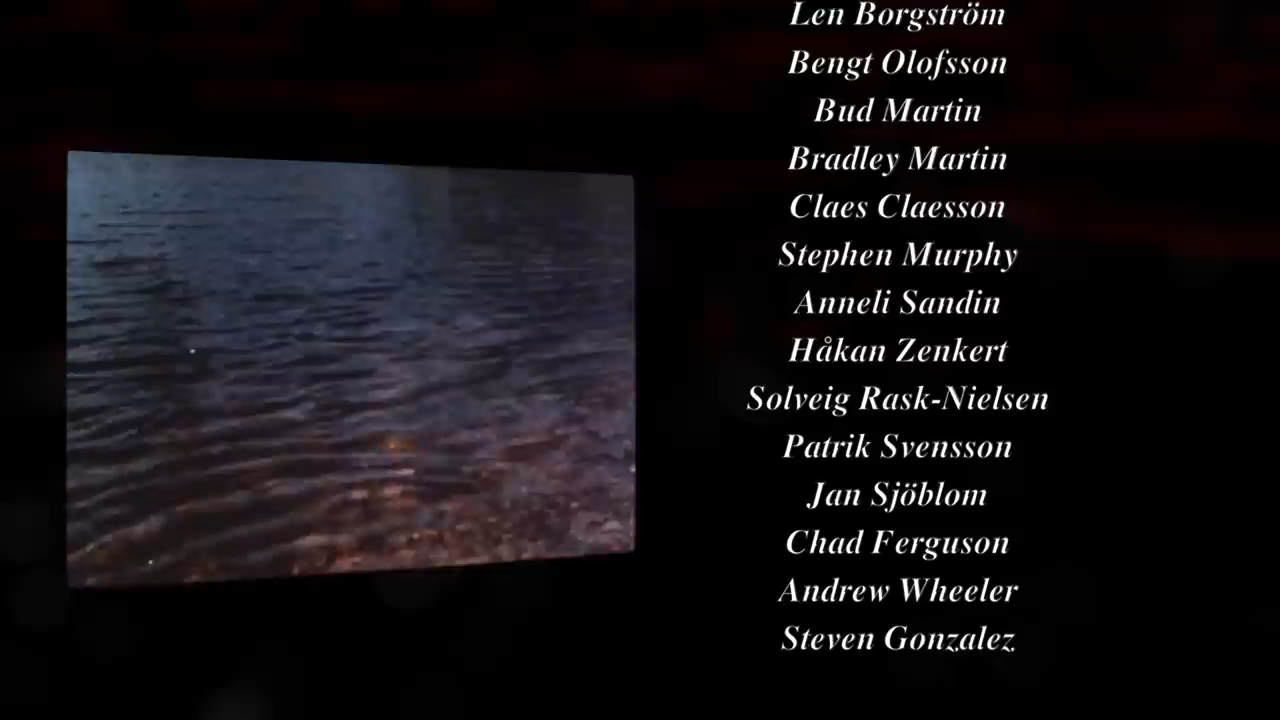 Len Borgström
Bengt Olofsson
Bud Martin
Bradley Martin
Claes Claesson
Stephen Murphy
Anneli Sandin
Håkan Zenkert
Solveig Rask-Nielsen
Patrik Svensson
Jan Sjöblom
Chad Ferguson
Andrew Wheeler
Steven Gonzalez